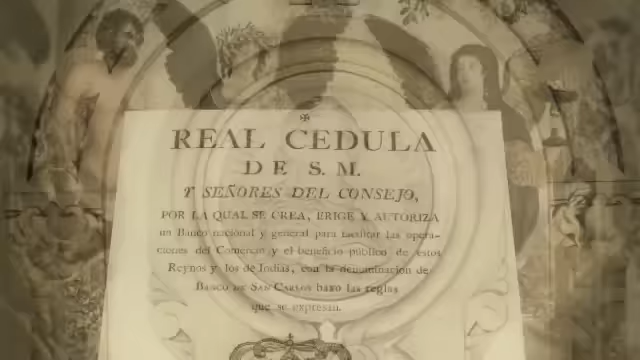 REAL CEDULA
DE S. M.
Y SEÑORES DEL CONSEJO,
POR LA QUAL SE CREA, ERIGE Y AUTORIZA
un Banco nacional y general para facilitar las opera-
ciones del Comercio y el beneficio público de estos
Reynos y los de Indias, con la denominacion de
BANCO DE SAN CARLOS baxo las reglas
que se expresan.